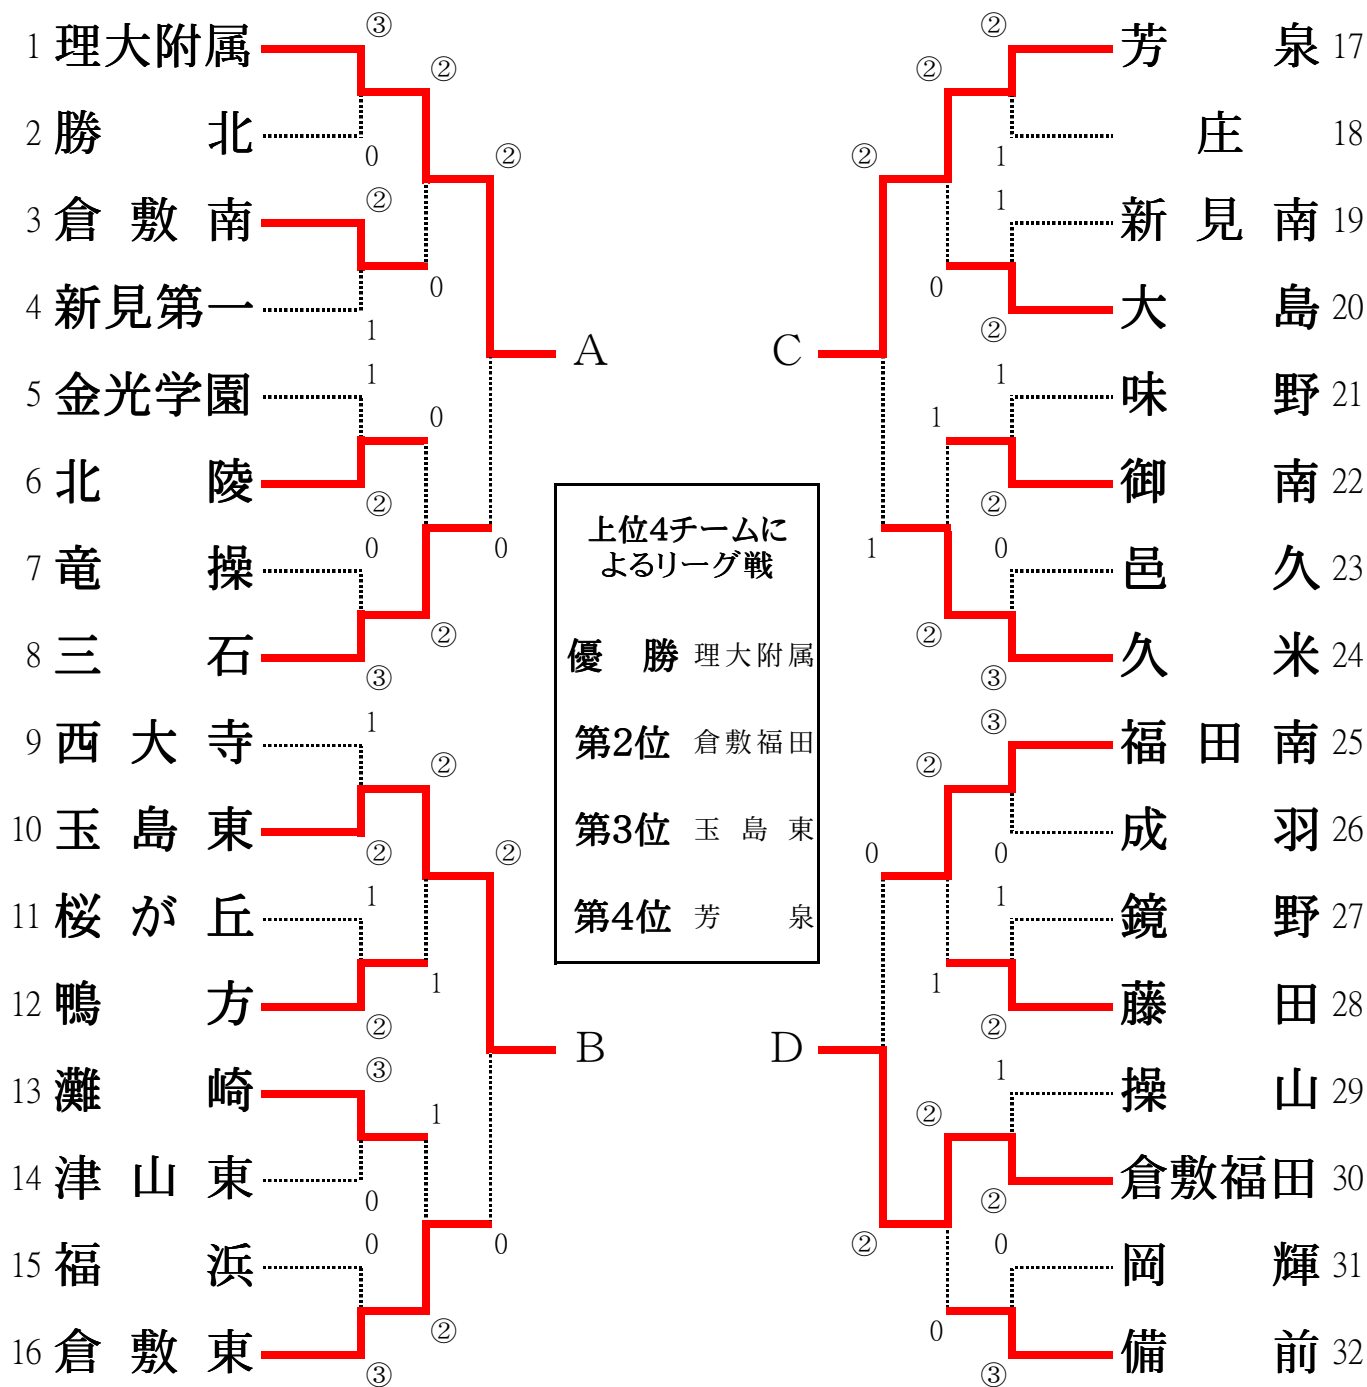 1 理大附属
③
②
2 勝北
0
②
3 倉敷南
②
0
4 新見第一
1
A
5 金光学園
1
0
6 北陵
②
0
7 竜操
0
②
8 三石
③
9 西大寺
1
②
10 玉島東
②
②
11 桜が丘
1
1
12 鴨方
②
B
13 灘崎
③
1
14 津山東
0
0
15 福浜
0
②
16 倉敷東
③
上位4チームに
よるリーグ戦
優勝 理大附属
第2位 倉敷福田
第3位 玉島東
第4位 芳泉
②
芳泉 17
②
②
庄 18
1
1
新見南 19
0
大島 20
②
C
1
味野 21
1
御南 22
②
1
0
邑久 23
②
久米 24
③
③
福田南 25
②
0
成羽 26
0
1
鏡野 27
1
藤田 28
②
D
1
操山 29
②
倉敷福田 30
②
②
0
岡輝 31
0
備前 32
③